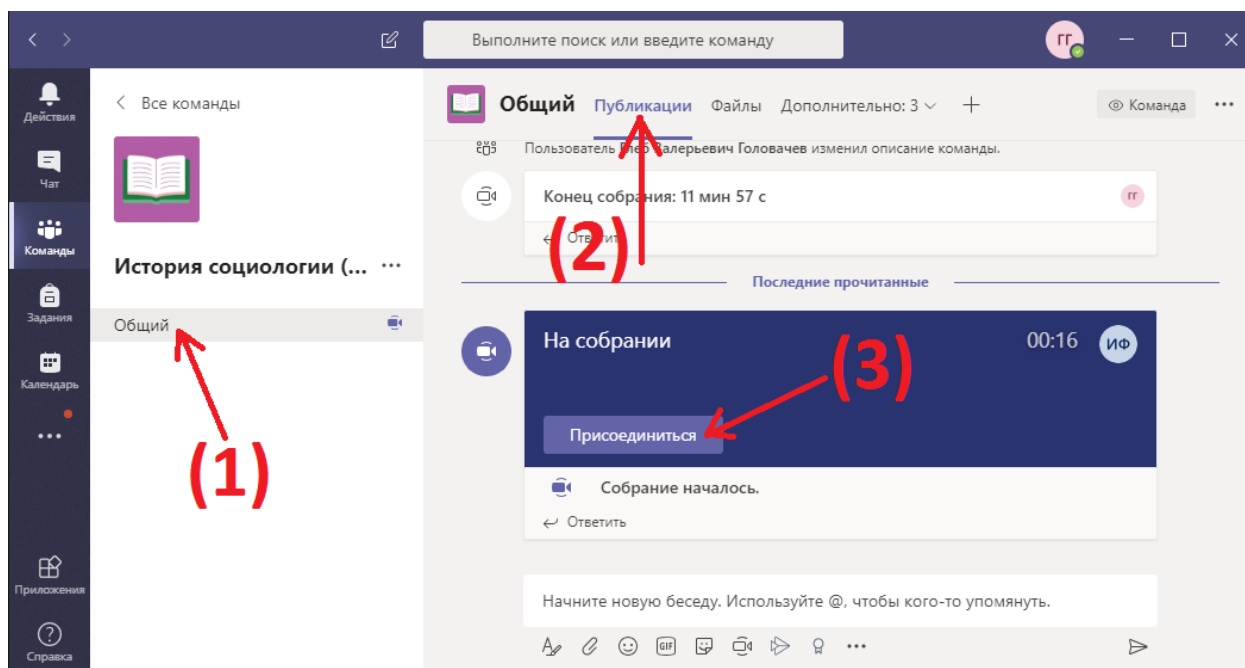 Выполните поиск или введите команду
ГГ
Действия
Чат
Команды
Задания
Календарь
Приложения
Справка
Все команды
История социологии (...
Общий
(1)
Общий Публикации Файлы Дополнительно: 3
Команда
Пользователь Глеб Валерьевич Головачев изменил описание команды.
Конец собрания: 11 мин 57 с
ГГ
Ответить
(2)
Последние прочитанные
На собрании 00:16 ИФ
(3)
Присоединиться
Собрание началось.
Ответить
Начните новую беседу. Используйте @, чтобы кого-то упомянуть.
GIF